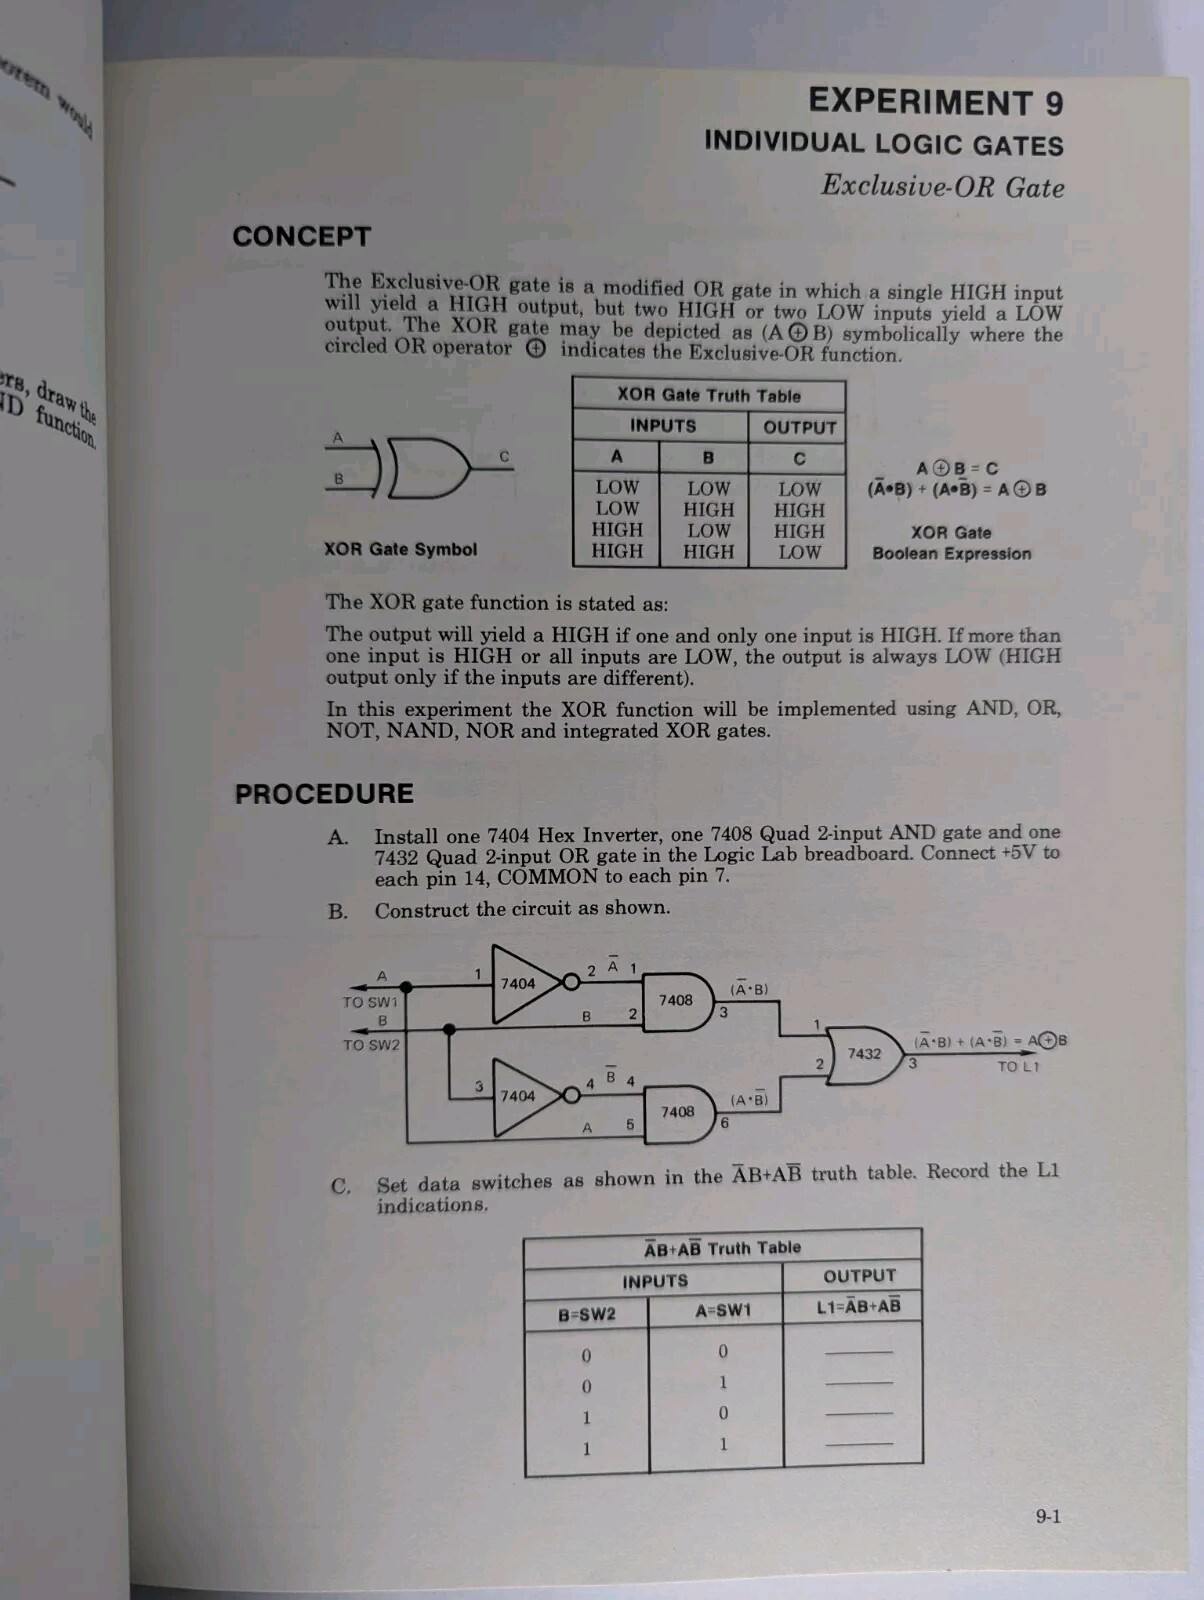 orem would
ers, draw the
ND function.
EXPERIMENT 9
INDIVIDUAL LOGIC GATES
Exclusive-OR Gate
CONCEPT
The Exclusive-OR gate is a modified OR gate in which a single HIGH input
will yield a HIGH output, but two HIGH or two LOW inputs yield a LOW
output. The XOR gate may be depicted as (A ⊕ B) symbolically where the
circled OR operator ⊕ indicates the Exclusive-OR function.
A
B
C
XOR Gate Symbol
XOR Gate Truth Table
INPUTS OUTPUT
A B C
LOW LOW LOW
LOW HIGH HIGH
HIGH LOW HIGH
HIGH HIGH LOW
A ⊕ B = C
(A̅•B) + (A•B̅) = A ⊕ B
XOR Gate
Boolean Expression
The XOR gate function is stated as:
The output will yield a HIGH if one and only one input is HIGH. If more than
one input is HIGH or all inputs are LOW, the output is always LOW (HIGH
output only if the inputs are different).
In this experiment the XOR function will be implemented using AND, OR,
NOT, NAND, NOR and integrated XOR gates.
PROCEDURE
A. Install one 7404 Hex Inverter, one 7408 Quad 2-input AND gate and one
7432 Quad 2-input OR gate in the Logic Lab breadboard. Connect +5V to
each pin 14, COMMON to each pin 7.
B. Construct the circuit as shown.
A 1 7404 2 A̅ 1
TO SW1
B
TO SW2
B 2 7408 3 (A̅·B)
3 7404 4 B̅ 4
A 5 7408 6 (A·B̅)
1
2 7432 3 (A̅·B) + (A·B̅) = A⊕B
TO L1
C. Set data switches as shown in the A̅B+AB̅ truth table. Record the L1
indications.
A̅B+AB̅ Truth Table
INPUTS OUTPUT
B=SW2 A=SW1 L1=A̅B+AB̅
0 0
0 1
1 0
1 1
9-1